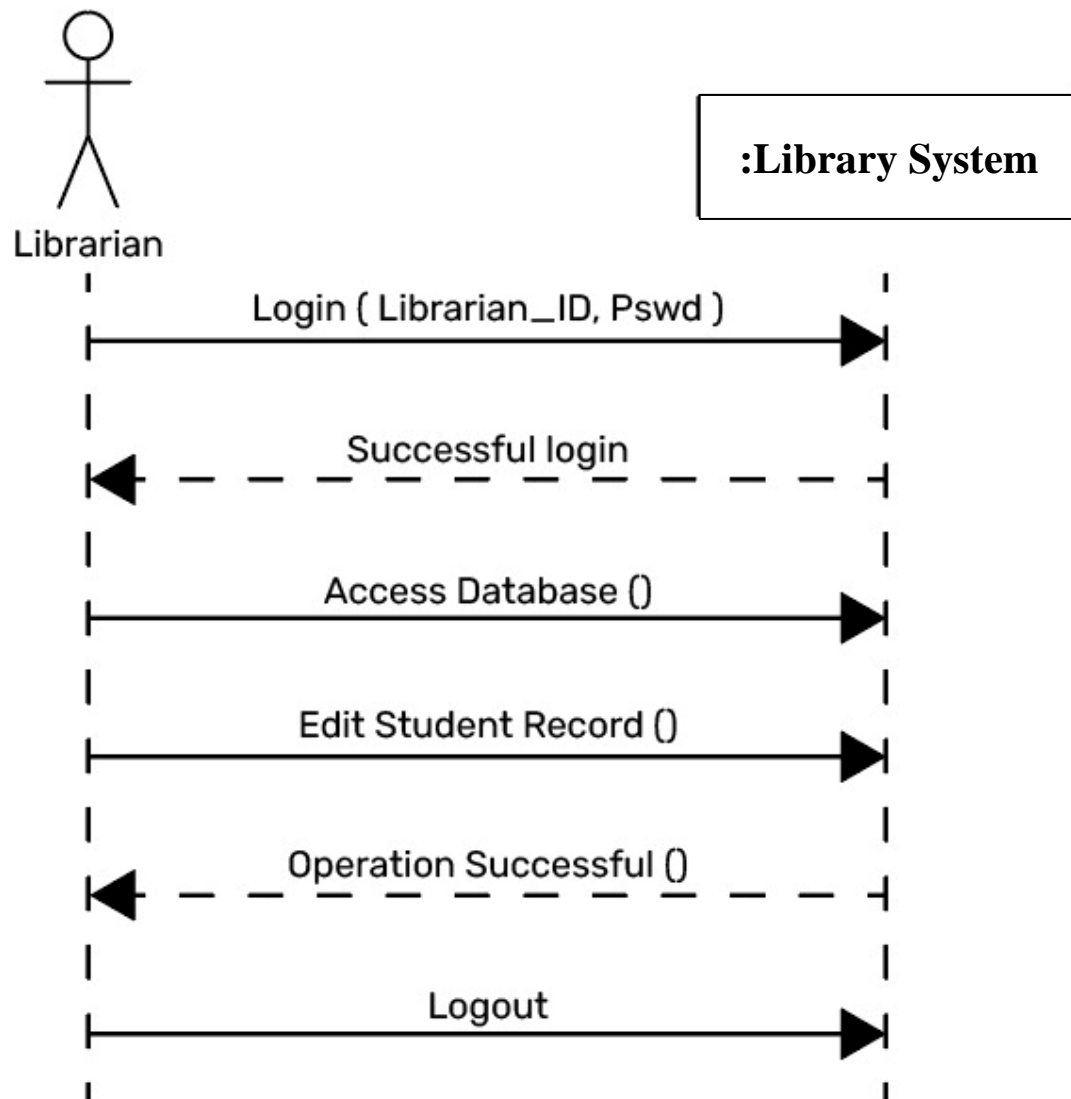 :Library System
Librarian
Login ( Librarian_ID, Pswd )
Successful login
Access Database ()
Edit Student Record ()
Operation Successful ()
Logout